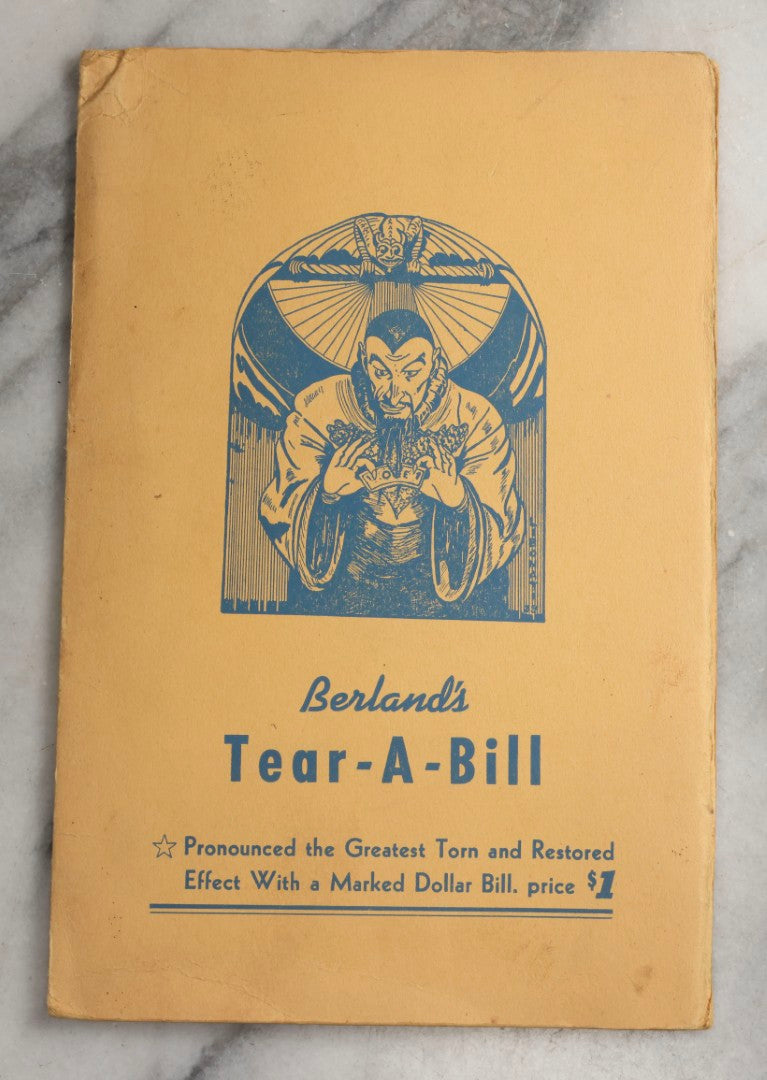 Berland's
Tear-A-Bill
☆ Pronounced the Greatest Torn and Restored
Effect With a Marked Dollar Bill. price $1